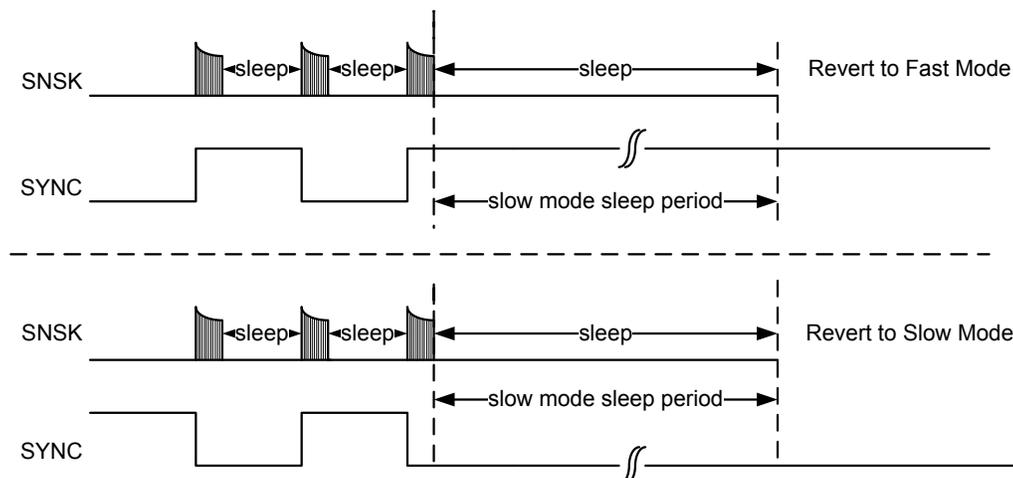 SNSK
sleep
sleep
sleep
Revert to Fast Mode
SYNC
slow mode sleep period
SNSK
sleep
sleep
sleep
Revert to Slow Mode
slow mode sleep period
SYNC